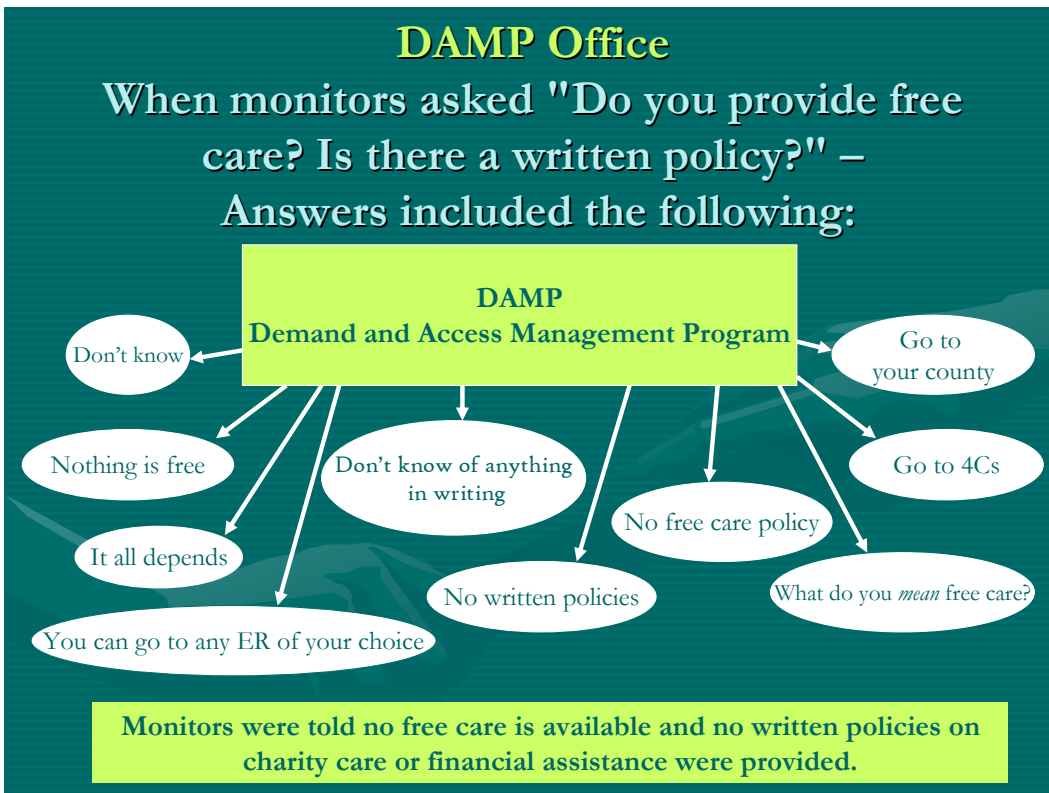 DAMP Office
When monitors asked "Do you provide free
care? Is there a written policy?" –
Answers included the following:
DAMP
Demand and Access Management Program
Don't know
Go to
your county
Nothing is free
Don't know of anything
in writing
Go to 4Cs
No free care policy
It all depends
No written policies
What do you mean free care?
You can go to any ER of your choice
Monitors were told no free care is available and no written policies on
charity care or financial assistance were provided.